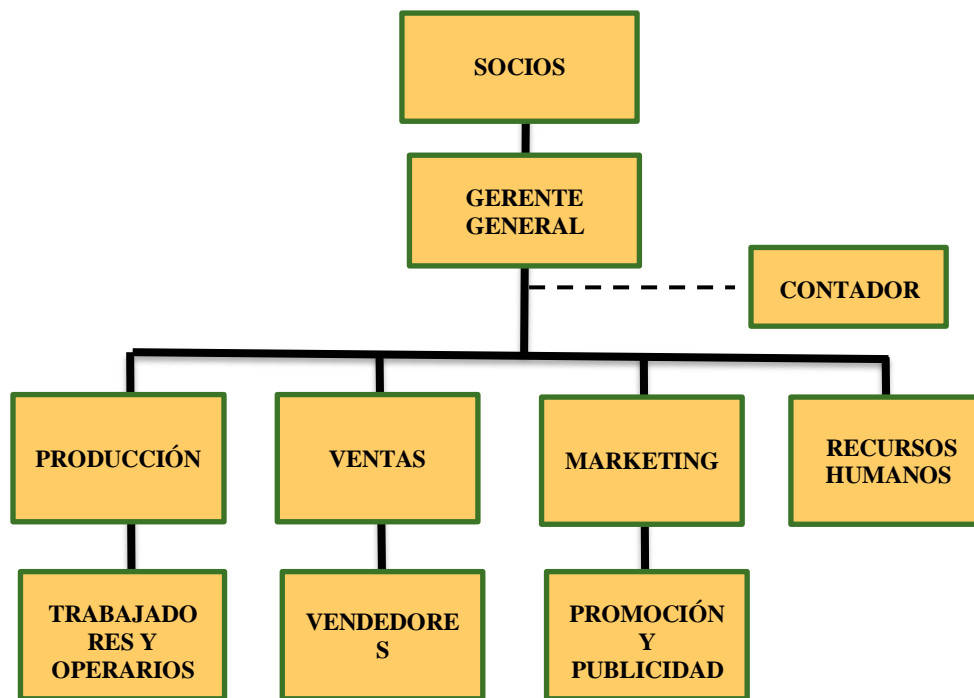 SOCIOS
GERENTE
GENERAL
CONTADOR
PRODUCCIÓN
VENTAS
MARKETING
RECURSOS
HUMANOS
TRABAJADO
RES Y
OPERARIOS
VENDEDORE
S
PROMOCIÓN
Y
PUBLICIDAD